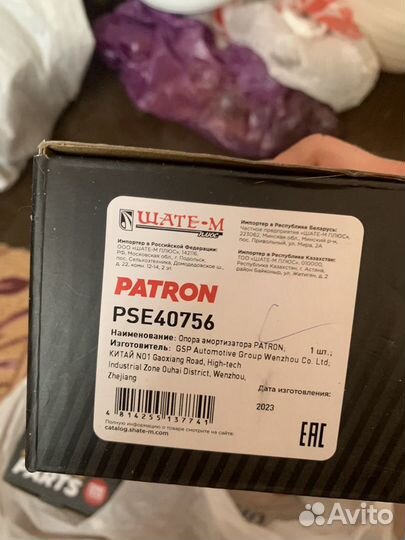 ШАТЕ-М
ПЛЮС
Импортер в Российской Федерации:
ООО «ШАТЕ-М ПЛЮС», 142116,
РФ, Московская обл., г. Подольск,
пос. Сельхозтехника, Домодедовское ш.,
д. 22, комн. 12-14, 2 эт.
Импортер в Республике Беларусь:
Частное предприятие «ШАТЕ-М ПЛЮС»,
223062, Минская обл., Минский р-н,
пос. Привольный, ул. Мира, 2А
Импортер в Республике Казахстан:
ТОО «ШАТЕ-М ПЛЮС», 010000,
Республика Казахстан, г. Астана,
район Байконыр, ул. Жетиген, д. 2
PATRON
PSE40756
Наименование: Опора амортизатора PATRON; 1 шт.;
Изготовитель: GSP Automotive Group Wenzhou Co. Ltd;
КИТАЙ NO1 Gaoxiang Road, High-tech
Industrial Zone Ouhai District, Wenzhou,
Zhejiang
Дата изготовления:
2023
4 814255 137741
Полную информацию о товаре смотрите на сайте
catalog.shate-m.com
EAC
PARTS
Avito